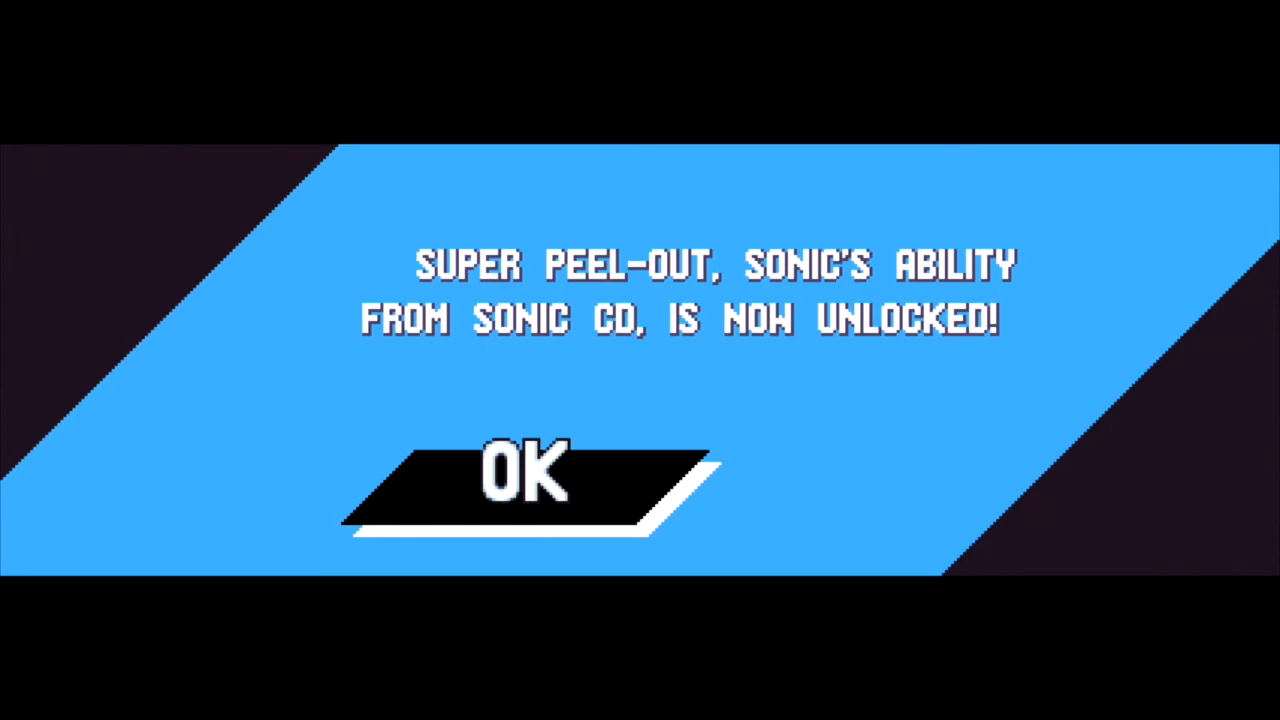 SUPER PEEL-OUT, SONIC'S ABILITY
FROM SONIC CD, IS NOW UNLOCKED!
OK